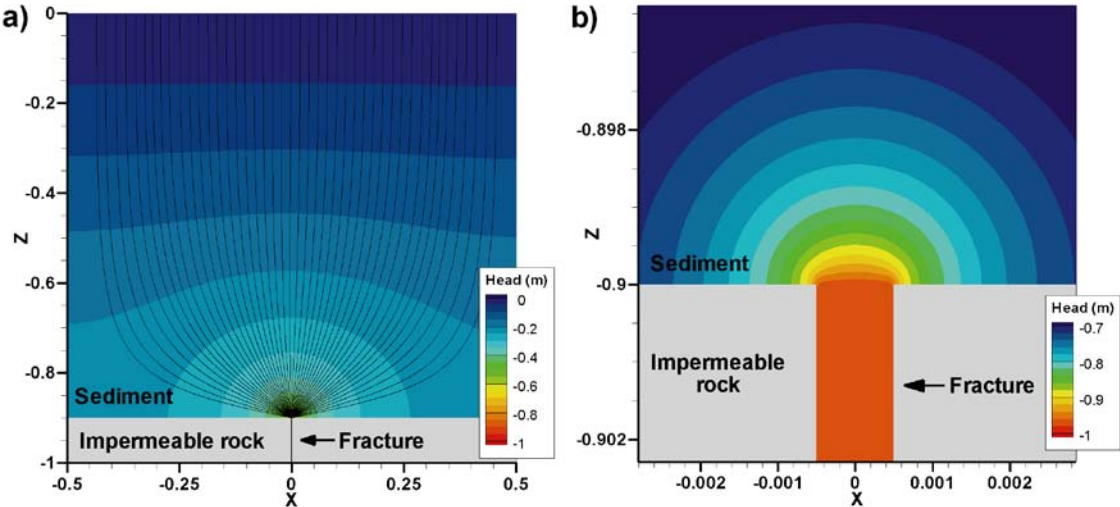 a)
0
-0.2
-0.4
Z
-0.6
-0.8
-1
Head (m)
0
-0.2
-0.4
-0.6
-0.8
-1
Sediment
Impermeable rock
Fracture
-0.5
-0.25
0
0.25
0.5
X
b)
-0.898
Z
Sediment
-0.9
-0.902
Head (m)
-0.7
-0.8
-0.9
-1
Impermeable
rock
Fracture
-0.002
-0.001
0
0.001
0.002
X